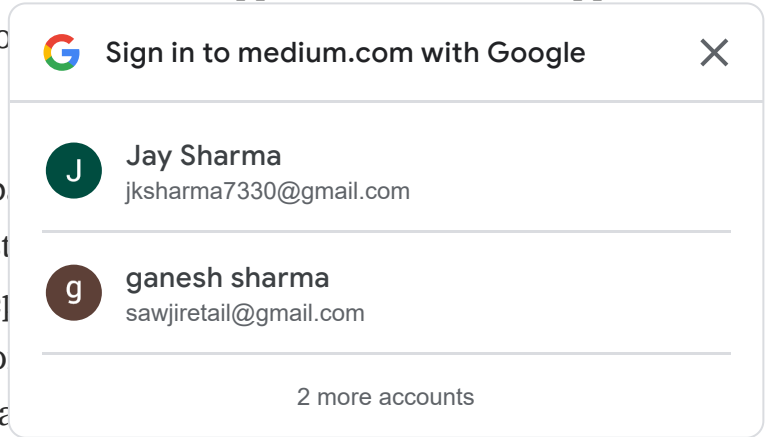 Sign in to medium.com with Google
J
Jay Sharma
jksharma7330@gmail.com
g
ganesh sharma
sawjiretail@gmail.com
2 more accounts